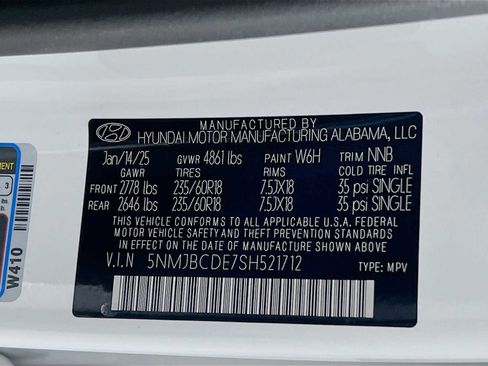 MANUFACTURED BY
HYUNDAI MOTOR MANUFACTURING ALABAMA, LLC
Jan/14/25 GVWR 4861 lbs PAINT W6H TRIM NNB
GAWR TIRES RIMS COLD TIRE INFL
FRONT 2778 lbs 235/60R18 7.5JX18 35 psi SINGLE
REAR 2646 lbs 235/60R18 7.5JX18 35 psi SINGLE
THIS VEHICLE CONFORMS TO ALL APPLICABLE U.S.A. FEDERAL
MOTOR VEHICLE SAFETY AND THEFT PREVENTION STANDARDS
IN EFFECT ON THE DATE OF MANUFACTURE SHOWN ABOVE.
V.I.N 5NMJBCDE7SH521712 TYPE: MPV
W410
3